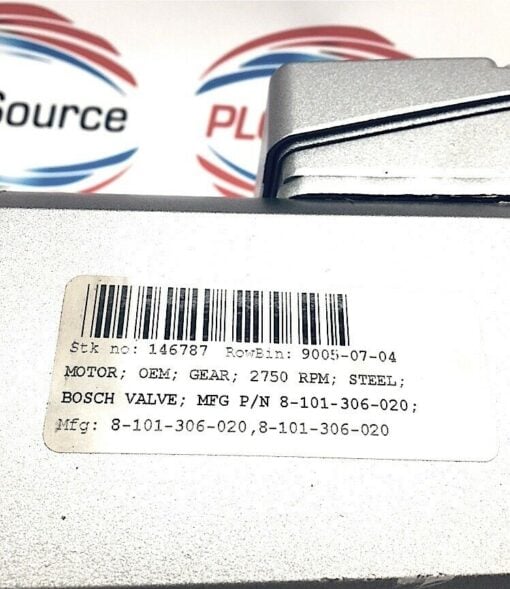 Source
PLC
Stk no: 146787 RowBin: 9005-07-04
MOTOR; OEM; GEAR; 2750 RPM; STEEL;
BOSCH VALVE; MFG P/N 8-101-306-020;
Mfg: 8-101-306-020,8-101-306-020